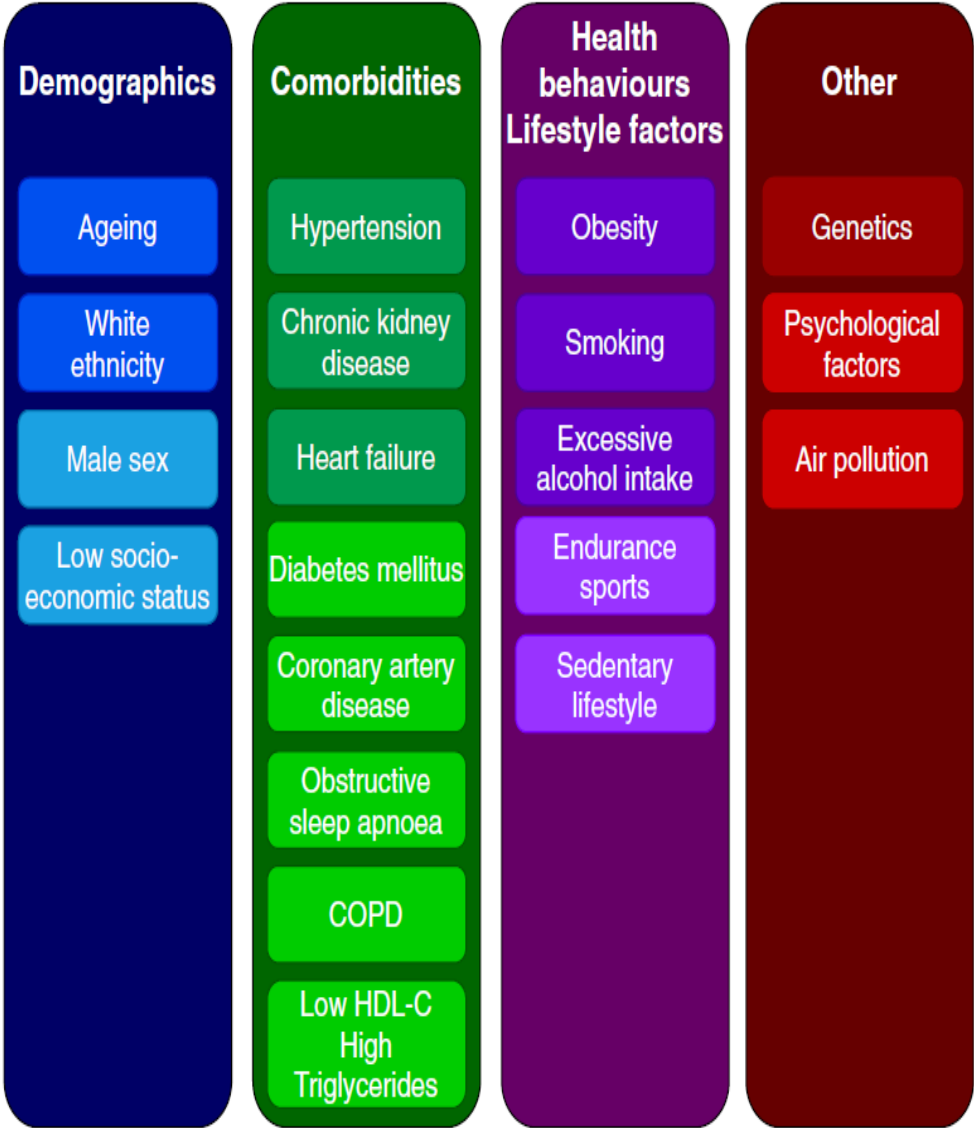 Demographics
Ageing
White
ethnicity
Male sex
Low socio-
economic status
Comorbidities
Hypertension
Chronic kidney
disease
Heart failure
Diabetes mellitus
Coronary artery
disease
Obstructive
sleep apnoea
COPD
Low HDL-C
High
Triglycerides
Health
behaviours
Lifestyle factors
Obesity
Smoking
Excessive
alcohol intake
Endurance
sports
Sedentary
lifestyle
Other
Genetics
Psychological
factors
Air pollution